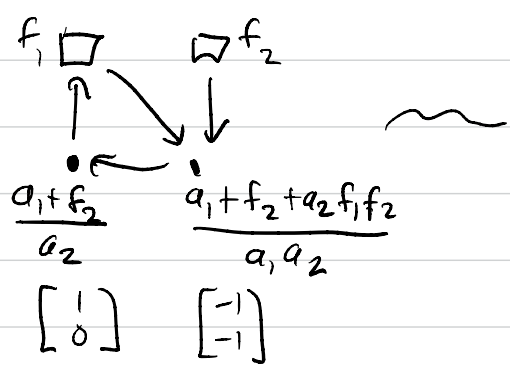 f₁ f₂
(a₁+f₂)/a₂ (a₁+f₂+a₂f₁f₂)/(a₁a₂)
[1 0] [-1 -1]